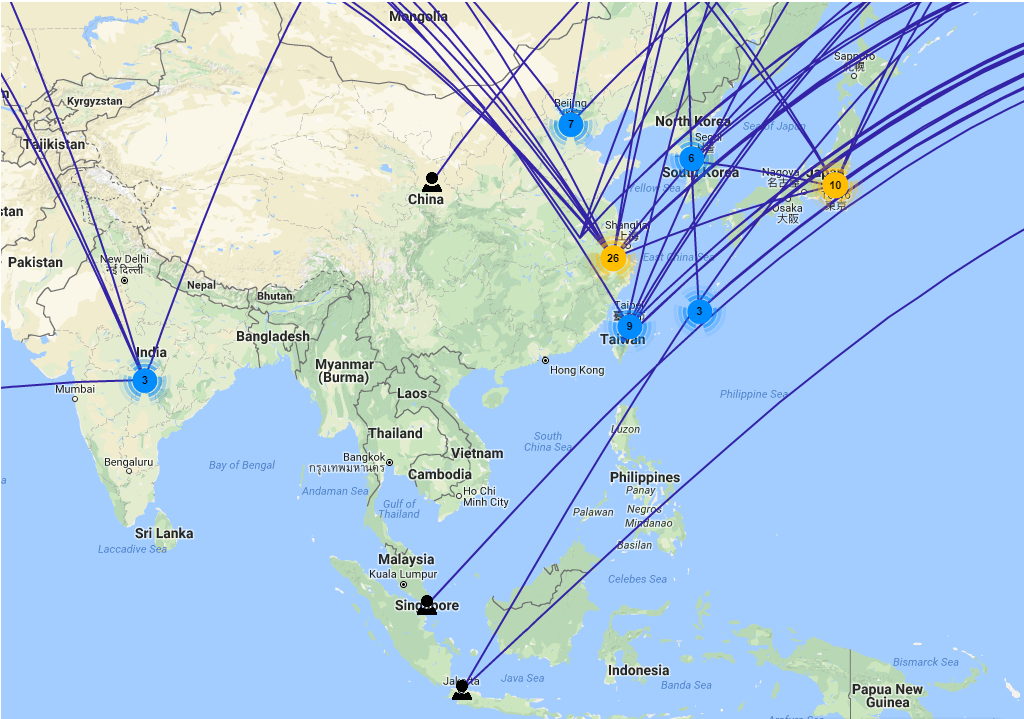 Mongolia
Sapporo
札幌
Kyrgyzstan
Beijing
7
North Korea
Sea of Japan
Tajikistan
Seoul
6
South Korea
Nagoya
名古屋
Japan
10
東京
Yellow Sea
China
Osaka
大阪
stan
Shanghai
上海
26
East China Sea
Pakistan
New Delhi
नई दिल्ली
Nepal
Bhutan
Taipei
9
3
Taiwan
Bangladesh
India
3
Mumbai
Myanmar
(Burma)
Hong Kong
Laos
Philippine Sea
Thailand
Luzon
South
China Sea
Vietnam
Bangkok
กรุงเทพมหานคร
Bengaluru
Bay of Bengal
Cambodia
Philippines
Andaman Sea
Ho Chi
Minh City
Panay
Gulf of
Thailand
Palawan
Negros
Mindanao
Sri Lanka
Laccadive Sea
Basilan
Malaysia
Kuala Lumpur
Celebes Sea
Singapore
Indonesia
Bismarck Sea
Jakarta
Java Sea
Banda Sea
Papua New
Guinea